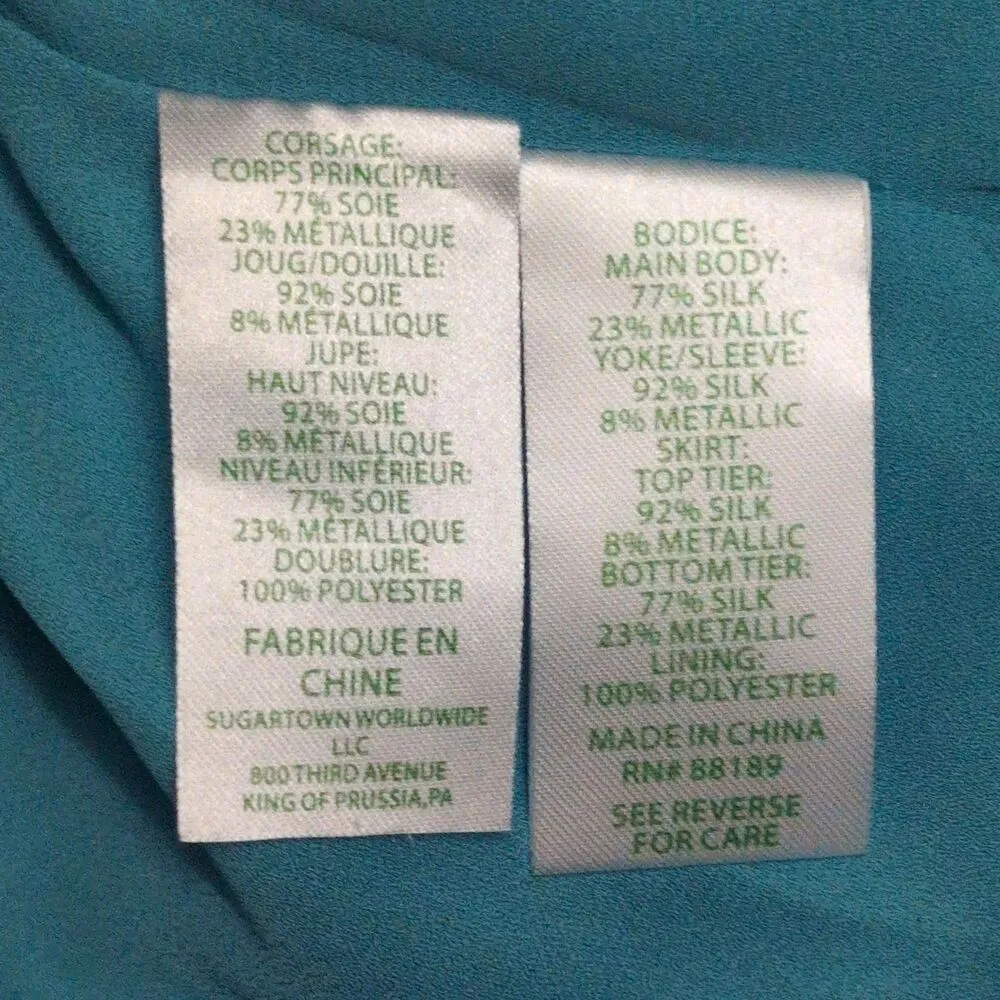 CORSAGE:
CORPS PRINCIPAL:
77% SOIE
23% MÉTALLIQUE
JOUG/DOUILLE:
92% SOIE
8% MÉTALLIQUE
JUPE:
HAUT NIVEAU:
92% SOIE
8% MÉTALLIQUE
NIVEAU INFÉRIEUR:
77% SOIE
23% MÉTALLIQUE
DOUBLURE:
100% POLYESTER
FABRIQUE EN
CHINE
SUGARTOWN WORLDWIDE
LLC
800 THIRD AVENUE
KING OF PRUSSIA,PA
BODICE:
MAIN BODY:
77% SILK
23% METALLIC
YOKE/SLEEVE:
92% SILK
8% METALLIC
SKIRT:
TOP TIER:
92% SILK
8% METALLIC
BOTTOM TIER:
77% SILK
23% METALLIC
LINING:
100% POLYESTER
MADE IN CHINA
RN# 88189
SEE REVERSE
FOR CARE